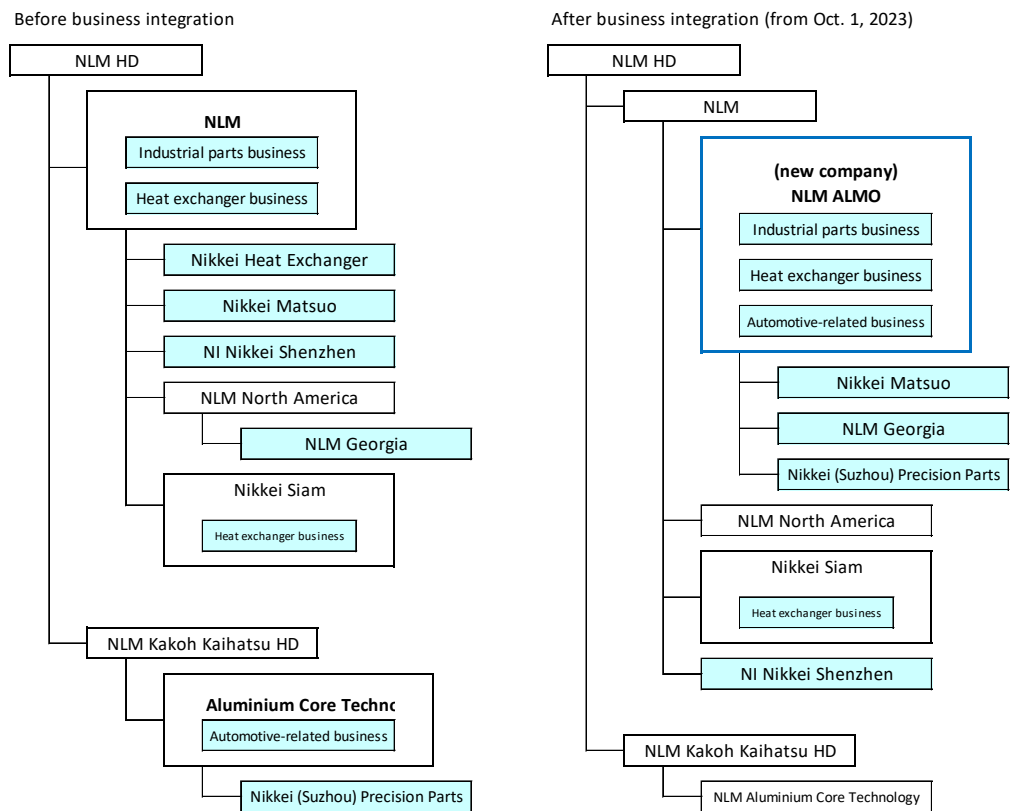 Before business integration
NLM HD
NLM
Industrial parts business
Heat exchanger business
Nikkei Heat Exchanger
Nikkei Matsuo
NI Nikkei Shenzhen
NLM North America
NLM Georgia
Nikkei Siam
Heat exchanger business
NLM Kakoh Kaihatsu HD
Aluminium Core Techno
Automotive-related business
Nikkei (Suzhou) Precision Parts
After business integration (from Oct. 1, 2023)
NLM HD
NLM
(new company)
NLM ALMO
Industrial parts business
Heat exchanger business
Automotive-related business
Nikkei Matsuo
NLM Georgia
Nikkei (Suzhou) Precision Parts
NLM North America
Nikkei Siam
Heat exchanger business
NI Nikkei Shenzhen
NLM Kakoh Kaihatsu HD
NLM Aluminium Core Technology